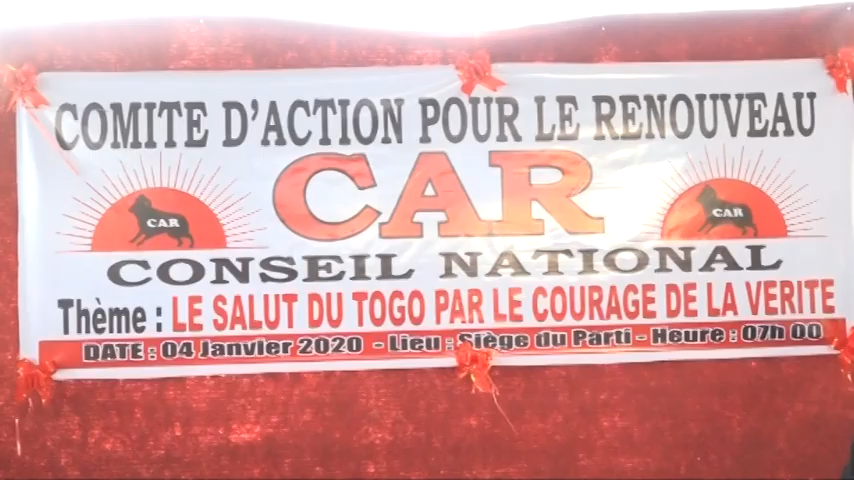 COMITE D'ACTION POUR LE RENOUVEAU
CAR
CAR
CAR
CONSEIL NATIONAL
Thème : LE SALUT DU TOGO PAR LE COURAGE DE LA VERITE
DATE : 04 Janvier 2020 - Lieu : Siège du Parti - Heure : 07h 00